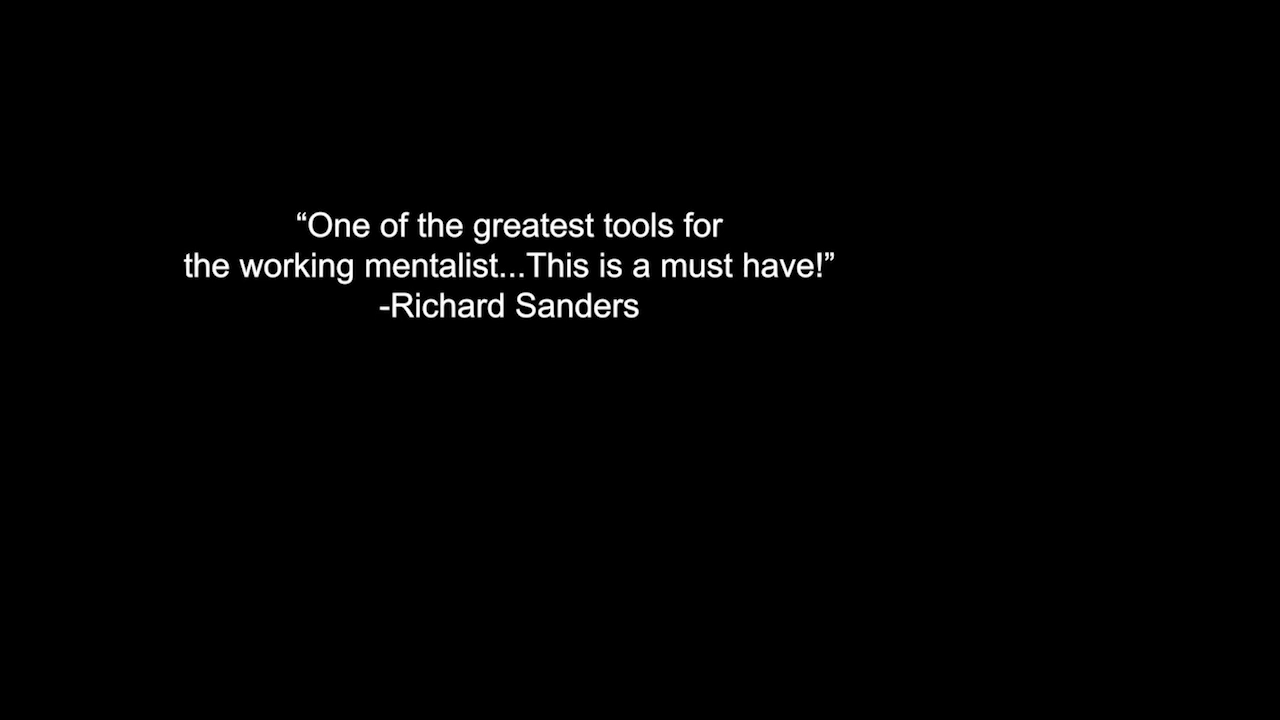 “One of the greatest tools for
the working mentalist...This is a must have!”
-Richard Sanders